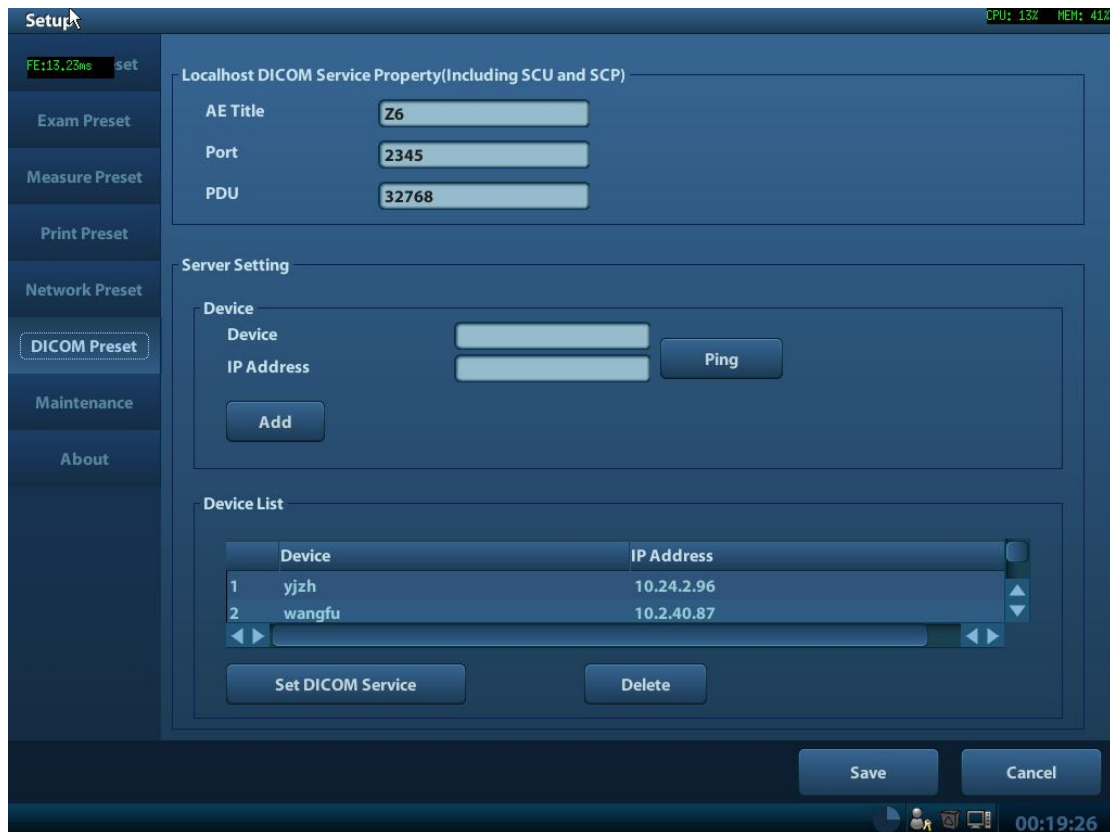 Setup
CPU: 13% MEM: 41%
FE:13.23ms set
Exam Preset
Measure Preset
Print Preset
Network Preset
DICOM Preset
Maintenance
About
Localhost DICOM Service Property(Including SCU and SCP)
AE Title Z6
Port 2345
PDU 32768
Server Setting
Device
Device
IP Address
Ping
Add
Device List
Device IP Address
1 yjzh 10.24.2.96
2 wangfu 10.2.40.87
Set DICOM Service Delete
Save Cancel
00:19:26